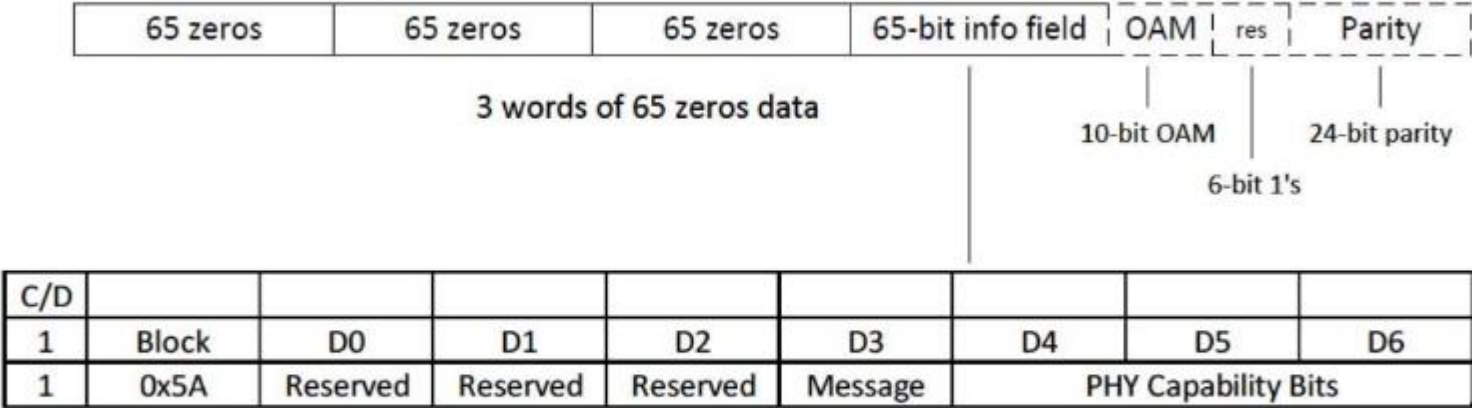 65 zeros 65 zeros 65 zeros 65-bit info field OAM res Parity
3 words of 65 zeros data
10-bit OAM 24-bit parity
6-bit 1's
C/D
1 Block D0 D1 D2 D3 D4 D5 D6
1 0x5A Reserved Reserved Reserved Message PHY Capability Bits